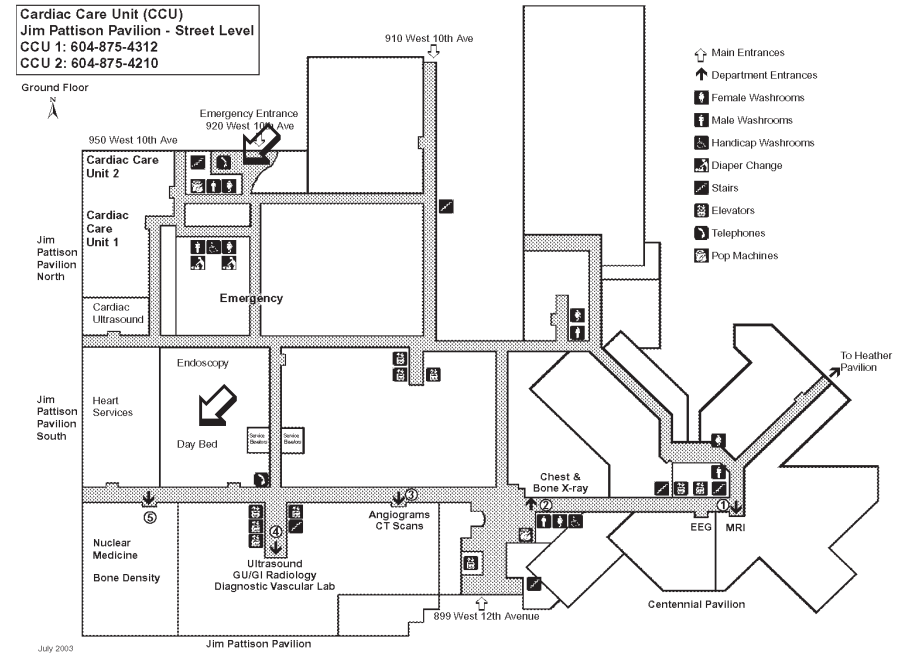 Cardiac Care Unit (CCU)
Jim Pattison Pavilion - Street Level
CCU 1: 604-875-4312
CCU 2: 604-875-4210
Ground Floor
N
910 West 10th Ave
Emergency Entrance
920 West 10th Ave
950 West 10th Ave
Main Entrances
Department Entrances
Female Washrooms
Male Washrooms
Handicap Washrooms
Diaper Change
Stairs
Elevators
Telephones
Pop Machines
Cardiac Care
Unit 2
Cardiac
Care
Unit 1
Jim
Pattison
Pavilion
North
Emergency
Cardiac
Ultrasound
Endoscopy
To Heather
Pavilion
Jim
Pattison
Pavilion
South
Heart
Services
Day Bed
Service
Elevators
Service
Elevators
Chest &
Bone X-ray
③
②
①
Angiograms
CT Scans
⑤
④
EEG
MRI
Nuclear
Medicine
Bone Density
Ultrasound
GU/GI Radiology
Diagnostic Vascular Lab
Centennial Pavilion
899 West 12th Avenue
Jim Pattison Pavilion
July 2003